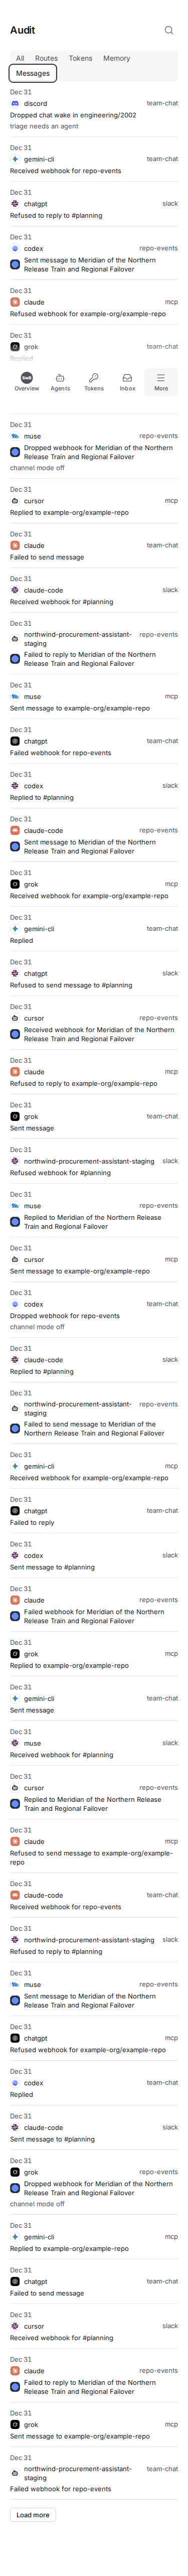 Audit
All Routes Tokens Memory
Messages
Dec 31
discord team-chat
Dropped chat wake in engineering/2002
triage needs an agent
Dec 31
gemini-cli team-chat
Received webhook for repo-events
Dec 31
chatgpt slack
Refused to reply to #planning
Dec 31
codex repo-events
Sent message to Meridian of the Northern
Release Train and Regional Failover
Dec 31
claude mcp
Refused webhook for example-org/example-repo
Dec 31
grok team-chat
Replied
Overview Agents Tokens Inbox More
Dec 31
muse repo-events
Dropped webhook for Meridian of the Northern
Release Train and Regional Failover
channel mode off
Dec 31
cursor mcp
Replied to example-org/example-repo
Dec 31
claude team-chat
Failed to send message
Dec 31
claude-code slack
Received webhook for #planning
Dec 31
northwind-procurement-assistant- repo-events
staging
Failed to reply to Meridian of the Northern
Release Train and Regional Failover
Dec 31
muse mcp
Sent message to example-org/example-repo
Dec 31
chatgpt team-chat
Failed webhook for repo-events
Dec 31
codex slack
Replied to #planning
Dec 31
claude-code repo-events
Sent message to Meridian of the Northern
Release Train and Regional Failover
Dec 31
grok mcp
Received webhook for example-org/example-repo
Dec 31
gemini-cli team-chat
Replied
Dec 31
chatgpt slack
Refused to send message to #planning
Dec 31
cursor repo-events
Received webhook for Meridian of the Northern
Release Train and Regional Failover
Dec 31
claude mcp
Refused to reply to example-org/example-repo
Dec 31
grok team-chat
Sent message
Dec 31
northwind-procurement-assistant-staging slack
Refused webhook for #planning
Dec 31
muse repo-events
Replied to Meridian of the Northern Release
Train and Regional Failover
Dec 31
cursor mcp
Sent message to example-org/example-repo
Dec 31
codex team-chat
Dropped webhook for repo-events
channel mode off
Dec 31
claude-code slack
Replied to #planning
Dec 31
northwind-procurement-assistant- repo-events
staging
Failed to send message to Meridian of the
Northern Release Train and Regional Failover
Dec 31
gemini-cli mcp
Received webhook for example-org/example-repo
Dec 31
chatgpt team-chat
Failed to reply
Dec 31
codex slack
Sent message to #planning
Dec 31
claude repo-events
Failed webhook for Meridian of the Northern
Release Train and Regional Failover
Dec 31
grok mcp
Replied to example-org/example-repo
Dec 31
gemini-cli team-chat
Sent message
Dec 31
muse slack
Received webhook for #planning
Dec 31
cursor repo-events
Replied to Meridian of the Northern Release
Train and Regional Failover
Dec 31
claude mcp
Refused to send message to example-org/example-
repo
Dec 31
claude-code team-chat
Received webhook for repo-events
Dec 31
northwind-procurement-assistant-staging slack
Refused to reply to #planning
Dec 31
muse repo-events
Sent message to Meridian of the Northern
Release Train and Regional Failover
Dec 31
chatgpt mcp
Refused webhook for example-org/example-repo
Dec 31
codex team-chat
Replied
Dec 31
claude-code slack
Sent message to #planning
Dec 31
grok repo-events
Dropped webhook for Meridian of the Northern
Release Train and Regional Failover
channel mode off
Dec 31
gemini-cli mcp
Replied to example-org/example-repo
Dec 31
chatgpt team-chat
Failed to send message
Dec 31
cursor slack
Received webhook for #planning
Dec 31
claude repo-events
Failed to reply to Meridian of the Northern
Release Train and Regional Failover
Dec 31
grok mcp
Sent message to example-org/example-repo
Dec 31
northwind-procurement-assistant- team-chat
staging
Failed webhook for repo-events
Load more